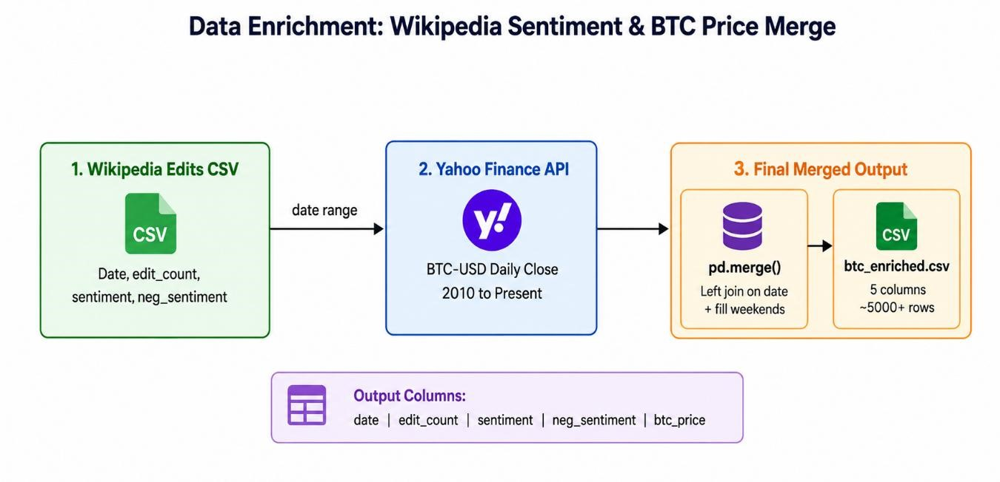 Data Enrichment: Wikipedia Sentiment & BTC Price Merge
1. Wikipedia Edits CSV
CSV
Date, edit_count,
sentiment, neg_sentiment
date range
2. Yahoo Finance API
y!
BTC-USD Daily Close
2010 to Present
3. Final Merged Output
pd.merge()
Left join on date
+ fill weekends
CSV
btc_enriched.csv
5 columns
~5000+ rows
Output Columns:
date | edit_count | sentiment | neg_sentiment | btc_price